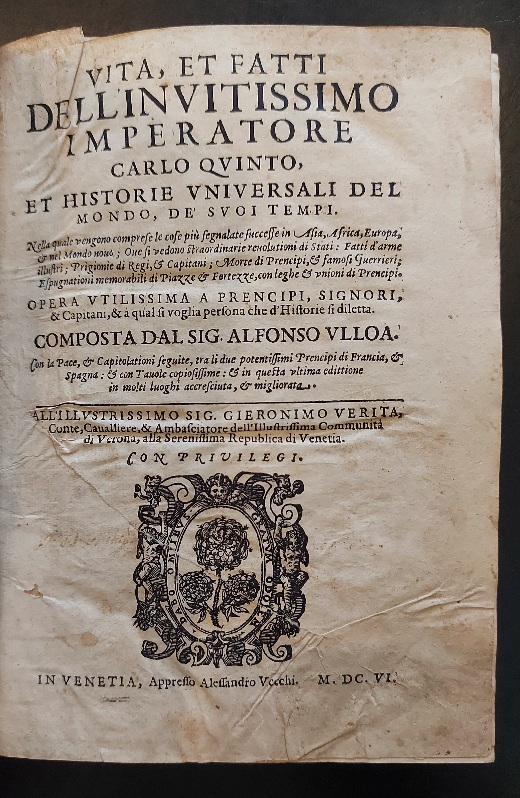 VITA, ET FATTI
DELL'INVITISSIMO
IMPERATORE
CARLO QVINTO,
ET HISTORIE VNIVERSALI DEL
MONDO, DE' SVOI TEMPI.
Nella quale vengono comprese le cose più segnalate successe in Asia, Africa, Europa,
& nel Mondo nouo; Oue si vedono straordinarie reuolutioni di Stati: Fatti d'arme
illustri; Prigionie di Regi, & Capitani; Morte di Prencipi, & famosi Guerrieri;
Espugnationi memorabili di Piazze & Fortezze, con leghe & vnioni di Prencipi.
OPERA VTILISSIMA A PRENCIPI, SIGNORI,
& Capitani, & à qual si voglia persona che d'Historie si diletta.
COMPOSTA DAL SIG. ALFONSO VLLOA.
Con la Pace, & Capitolationi seguite, tra li due potentissimi Prencipi di Francia, &
Spagna: & con Tauole copiosissime: & in questa vltima edittione
in molti luoghi accresciuta, & migliorata.
ALL'ILLVSTRISSIMO SIG. GIERONIMO VERITA,
Conte, Caualliere, & Ambasciatore dell'Illustrissima Communità
di Verona, alla Serenissima Republica di Venetia.
CON PRIVILEGI.
IN VENETIA, Appresso Alessandro Vecchi. M. DC. VI.